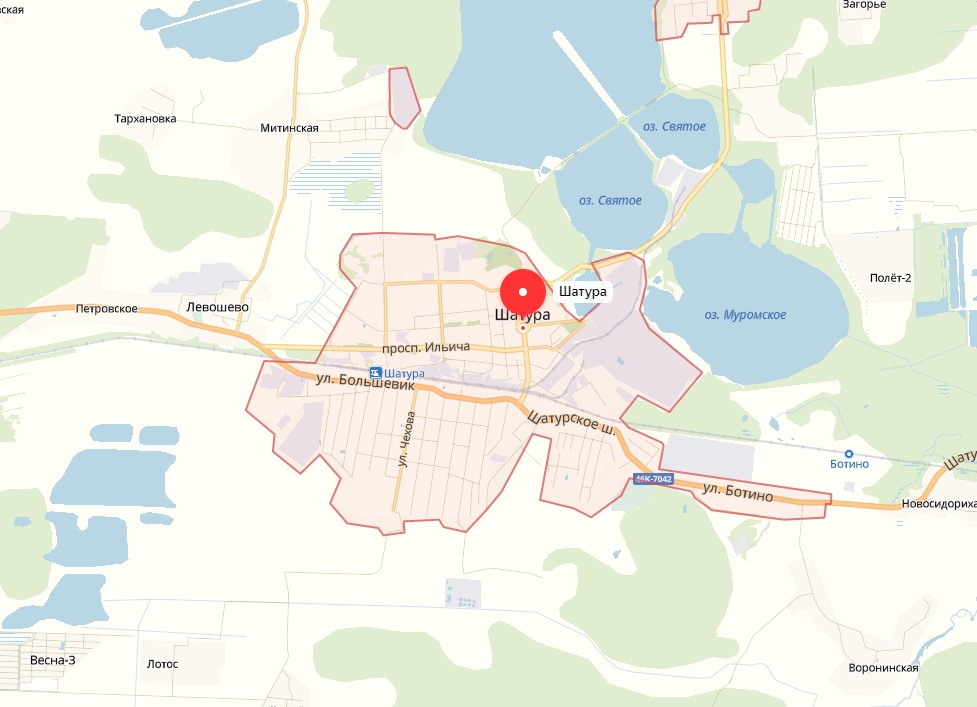 ская
Загорье
Тархановка
Митинская
оз. Святое
оз. Святое
Полёт-2
Шатура
Петровское
Левошево
Шатура
оз. Муромское
просп. Ильича
Шатура
ул. Большевик
Шатурское ш.
ул. Чехова
Ботино
Шату
46К-7042
ул. Ботино
Новосидориха
Весна-3
Лотос
Воронинская